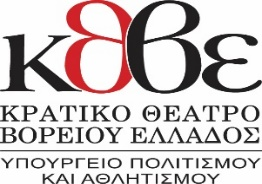 κθβε
ΚΡΑΤΙΚΟ ΘΕΑΤΡΟ
ΒΟΡΕΙΟΥ ΕΛΛΑΔΟΣ
ΥΠΟΥΡΓΕΙΟ ΠΟΛΙΤΙΣΜΟΥ
ΚΑΙ ΑΘΛΗΤΙΣΜΟΥ